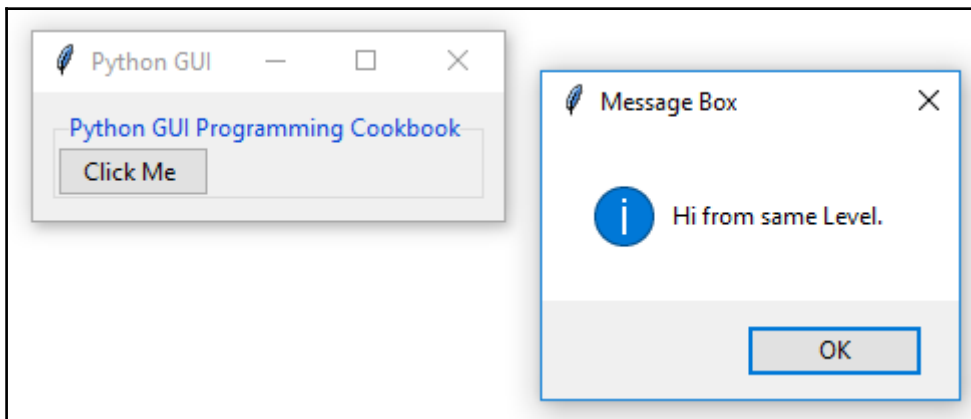 Python GUI
Python GUI Programming Cookbook
Click Me
Message Box
i
Hi from same Level.
OK